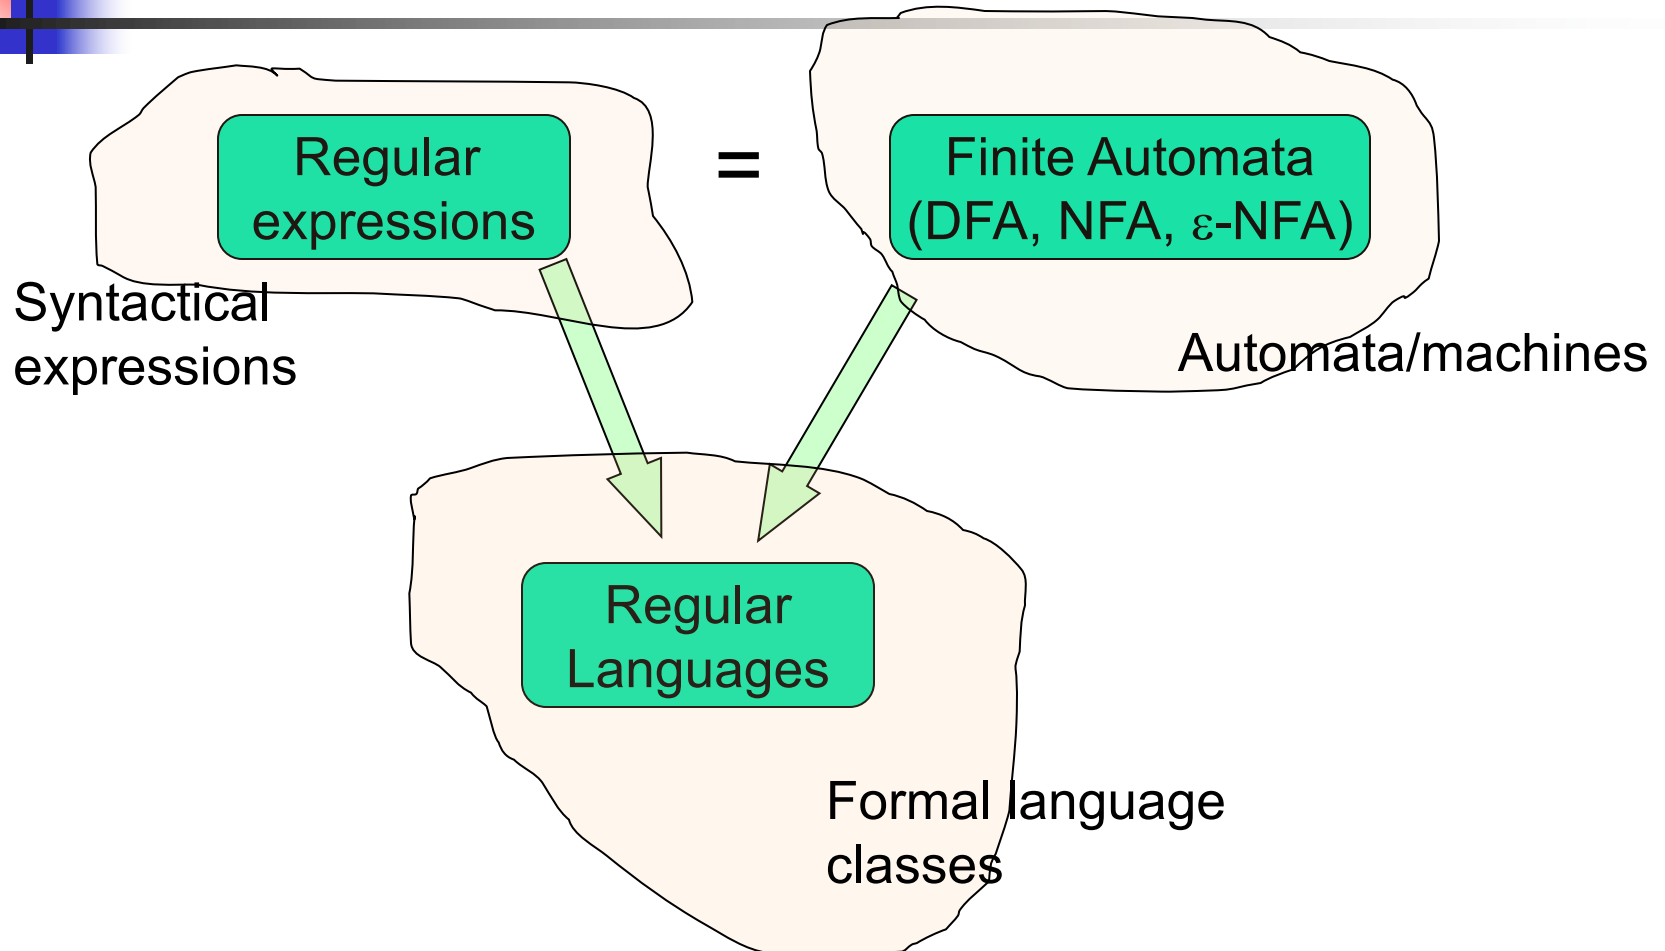 Regular
expressions
=
Finite Automata
(DFA, NFA, ε-NFA)
Syntactical
expressions
Automata/machines
Regular
Languages
Formal language
classes